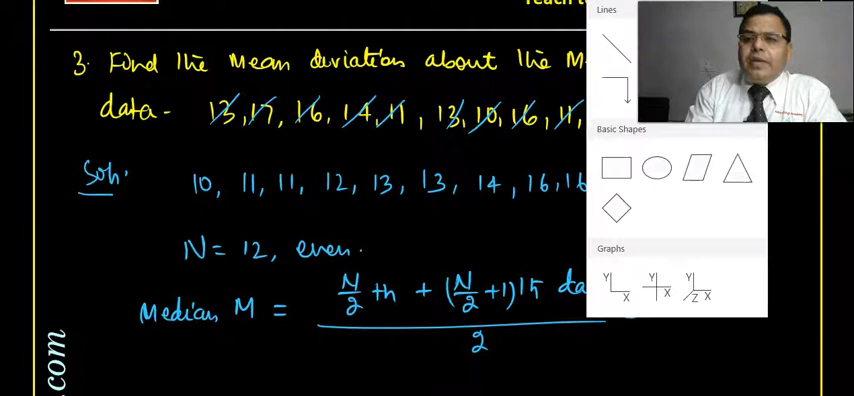 Teach
Lines
3. Find the Mean deviation about the M
data - 13, 17, 16, 14, 11, 13, 10, 16, 11,
Basic Shapes
Soln.
10, 11, 11, 12, 13, 13, 14, 16, 16
N = 12, even.
Graphs
Y X Y X Y Z X
Median M = N/2 th + (N/2 + 1)th da
2
.com